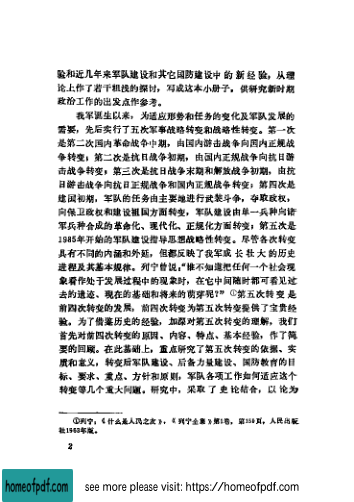 验和近几年来军队建设和其它国防建设中的新经验，从理
论上作了若干粗浅的探讨，写成这本小册子，供研究新时期
政治工作的出发点作参考。
我军诞生以来，为适应形势和任务的变化及军队发展的
需要，先后实行了五次军事战略转变和战略性转变。第一次
是第二次国内革命战争中期，由国内游击战争向国内正规战
争转变；第二次是抗日战争初期，由国内正规战争向抗日游
击战争转变；第三次是抗日战争末期和解放战争初期，由抗
日游击战争向抗日正规战争和国内正规战争转变；第四次是
建国初期，军队的任务由主要地进行武装斗争，夺取政权，
向保卫政权和建设祖国方面转变，军队建设由单一兵种向诸
军兵种合成的革命化、现代化、正规化方面转变；第五次是
1985年开始的军队建设指导思想战略性转变。尽管各次转变
具有不同的内涵和外延，但都反映了我军成长壮大的历史
进程及其基本规律。列宁曾说：“谁不知道把任何一个社会现
象看作处于发展过程中的现象时，在它中间随时都可看见过
去的遗迹、现在的基础和将来的萌芽呢？”①第五次转变是
前四次转变的发展，前四次转变为第五次转变提供了宝贵经
验。为了借鉴历史的经验，加深对第五次转变的理解，我们
首先对前四次转变的原因、内容、特点、基本经验，作了简
要的回顾。在此基础上，重点研究了第五次转变的依据、实
质和意义，转变后军队建设、后备力量建设、国防教育的目
标、要求、重点、方针和原则，军队各项工作如何适应这个
转变等几个重大问题。研究中，采取了史论结合，以论为
①列宁：《什么是人民之友》，《列宁全集》第1卷，第159页，人民出版
社1963年版。
2
homeofpdf.com
see more please visit: https://homeofpdf.com